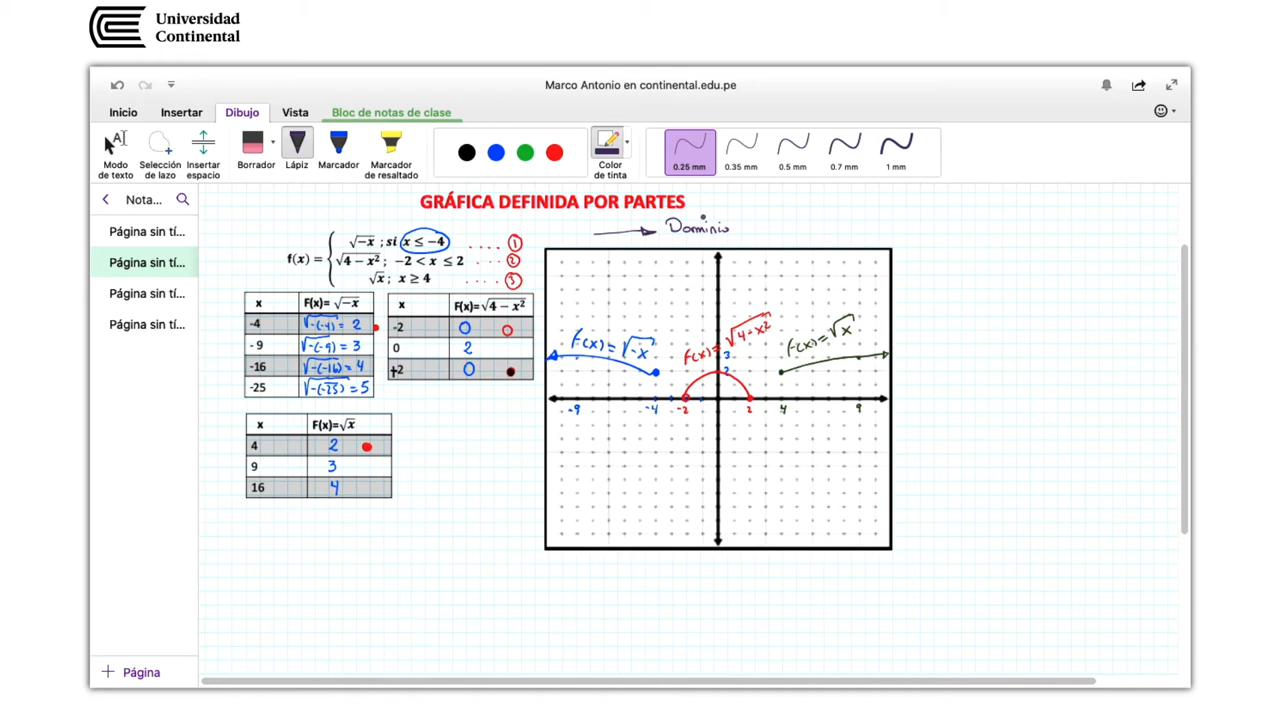 Universidad
Continental
Marco Antonio en continental.edu.pe
Inicio Insertar Dibujo Vista Bloc de notas de clase
Modo de texto Selección de lazo Insertar espacio Borrador Lápiz Marcador Marcador de resaltado Color de tinta 0.25 mm 0.35 mm 0.5 mm 0.7 mm 1 mm
Nota...
Página sin tí...
Página sin tí...
Página sin tí...
Página sin tí...
Página
GRÁFICA DEFINIDA POR PARTES
Dominio
√-x ; si x ≤ -4 .... 1
f(x) = √4 - x²; -2 < x ≤ 2 ... 2
√x ; x ≥ 4 .... 3
x F(x)= √-x
-4 √-(-4) = 2
-9 √-(-9) = 3
-16 √-(-16) = 4
-25 √-(-25) = 5
x F(x)=√4 - x²
-2 0
0 2
+2 0
x F(x)=√x
4 2
9 3
16 4
f(x) = √-x
f(x) = √4-x²
f(x) = √x
3
2
-9 -4 -2 2 4 9